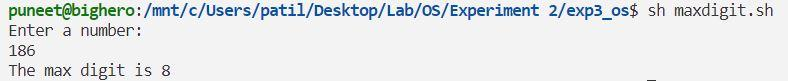 puneet@bighero:/mnt/c/Users/patil/Desktop/Lab/OS/Experiment 2/exp3_os$ sh maxdigit.sh
Enter a number:
186
The max digit is 8